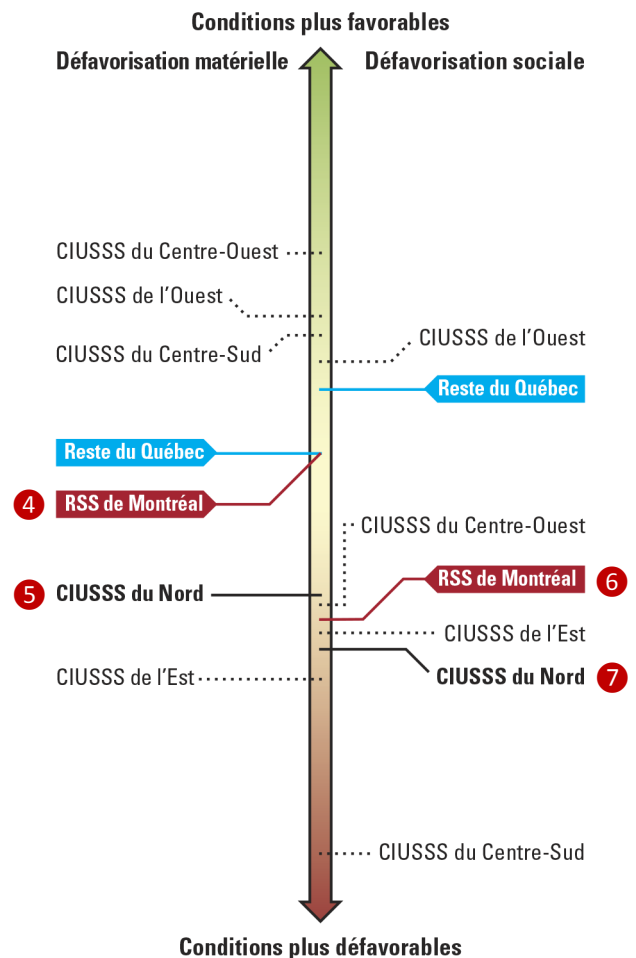 Conditions plus favorables
Défavorisation matérielle
Défavorisation sociale
CIUSSS du Centre-Ouest
CIUSSS de l'Ouest
CIUSSS du Centre-Sud
CIUSSS de l'Ouest
Reste du Québec
Reste du Québec
4 RSS de Montréal
CIUSSS du Centre-Ouest
RSS de Montréal 6
5 CIUSSS du Nord
CIUSSS de l'Est
CIUSSS de l'Est
CIUSSS du Nord 7
CIUSSS du Centre-Sud
Conditions plus défavorables